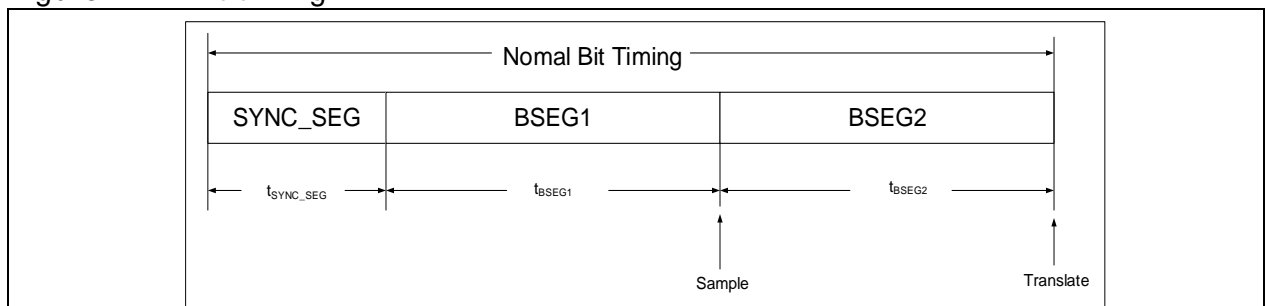 Nomal Bit Timing
SYNC_SEG BSEG1 BSEG2
tSYNC_SEG tBSEG1 tBSEG2
Sample Translate